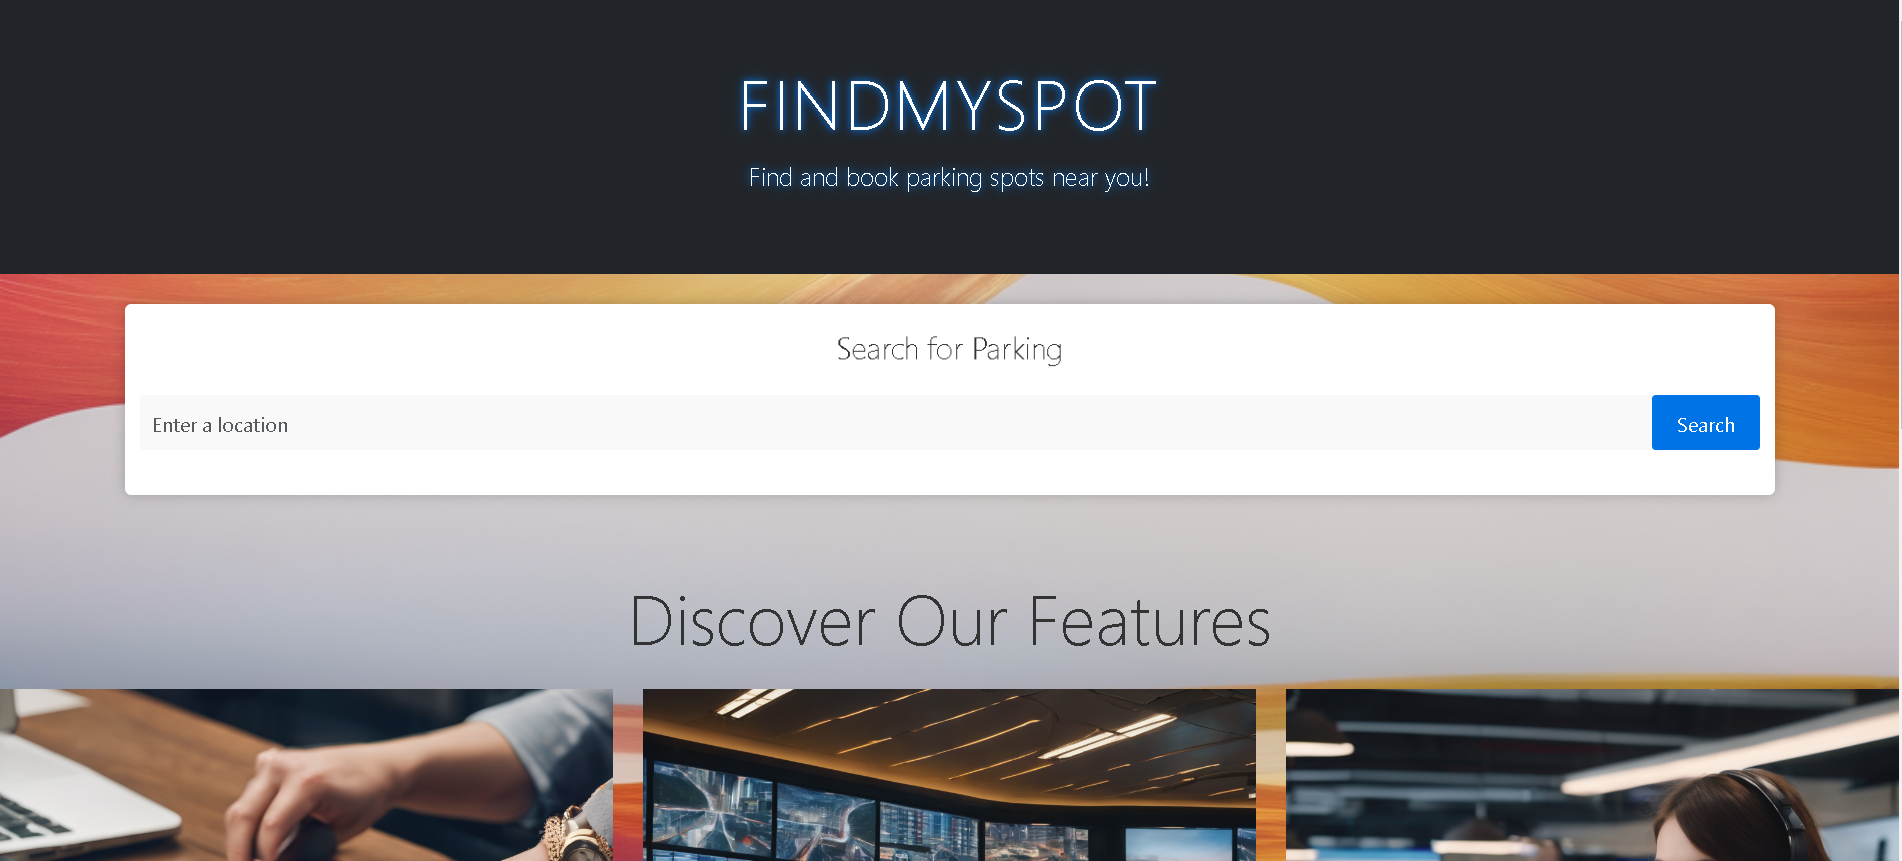 FINDMYSPOT
Find and book parking spots near you!
Search for Parking
Enter a location
Search
Discover Our Features